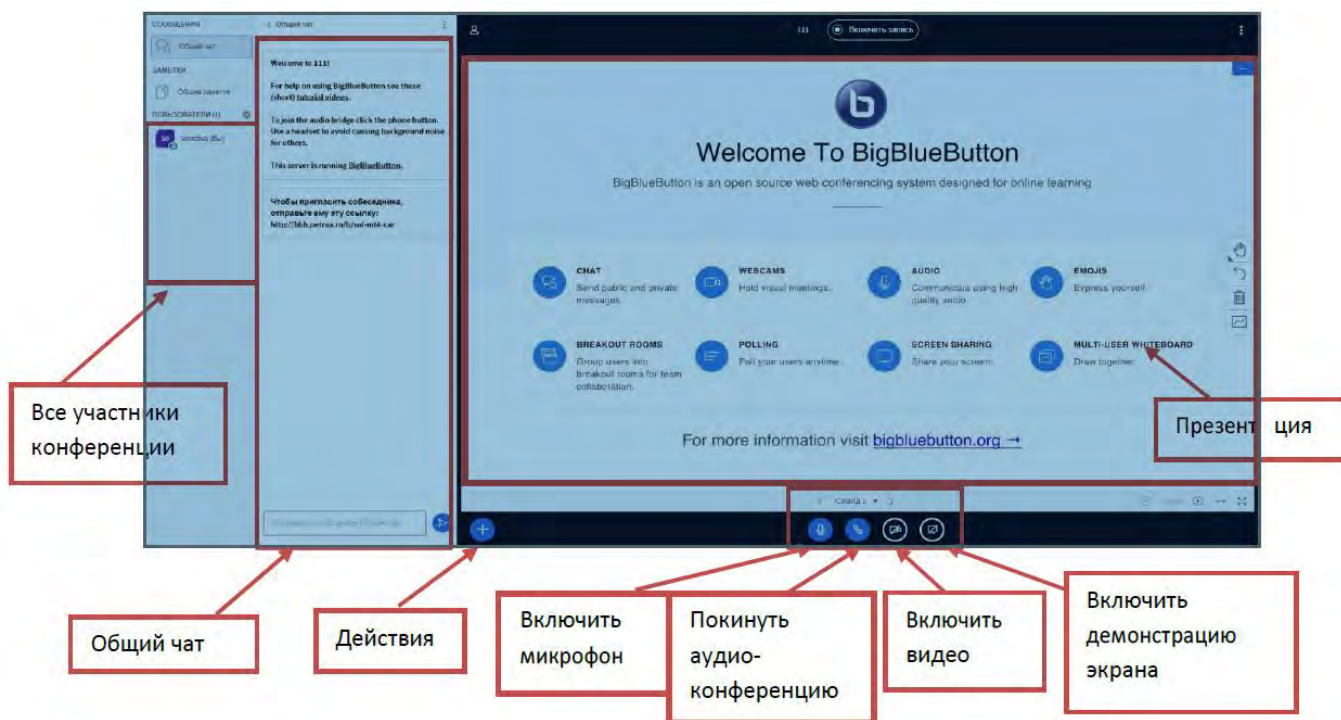 СООБЩЕНИЯ
Общий чат
ЗАМЕТКИ
Общие заметки
ПОЛЬЗОВАТЕЛИ (1)
(Вы)
Общий чат
Welcome to 111!
For help on using BigBlueButton see these
(short) tutorial videos.
To join the audio bridge click the phone button.
Use a headset to avoid causing background noise
for others.
This server is running BigBlueButton.
Чтобы пригласить собеседника,
отправьте ему эту ссылку:
111
Включить запись
Welcome To BigBlueButton
BigBlueButton is an open source web conferencing system designed for online learning
CHAT
Send public and private
messages.
WEBCAMS
Hold visual meetings.
AUDIO
Communicate using high
quality audio.
EMOJIS
Express yourself.
BREAKOUT ROOMS
Group users into
breakout rooms for team
collaboration.
POLLING
Poll your users anytime.
SCREEN SHARING
Share your screen.
MULTI-USER WHITEBOARD
Draw together.
For more information visit bigbluebutton.org →
Слайд 1
Все участники
конференции
Презент ция
Общий чат
Действия
Включить
микрофон
Покинуть
аудио-
конференцию
Включить
видео
Включить
демонстрацию
экрана